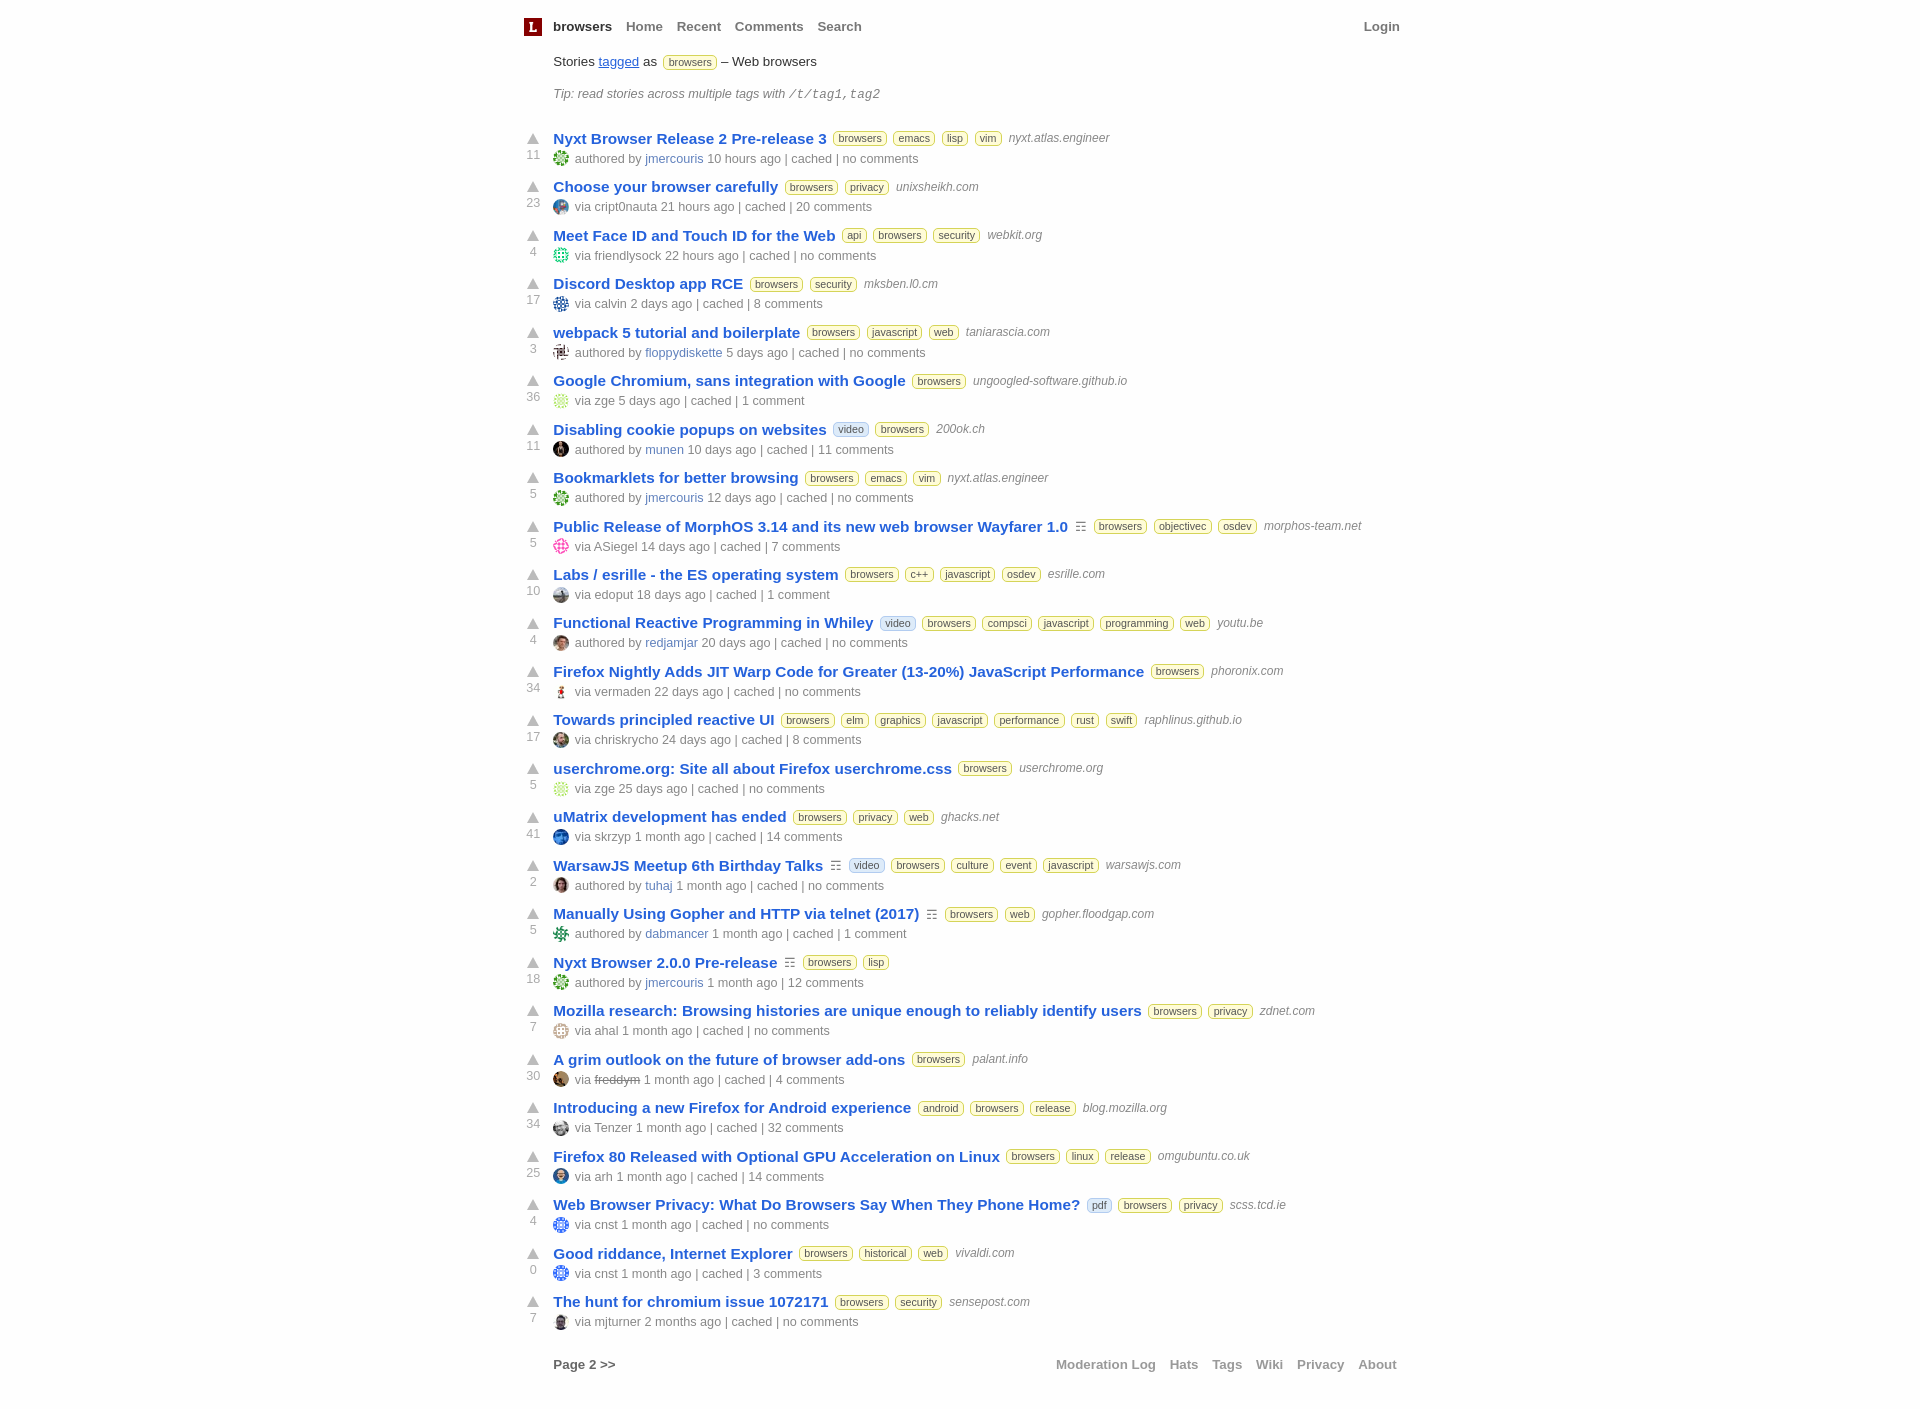 L browsers Home Recent Comments Search Login
Stories tagged as browsers – Web browsers
Tip: read stories across multiple tags with /t/tag1,tag2
Nyxt Browser Release 2 Pre-release 3 browsers emacs lisp vim nyxt.atlas.engineer
11 authored by jmercouris 10 hours ago | cached | no comments
Choose your browser carefully browsers privacy unixsheikh.com
23 via cript0nauta 21 hours ago | cached | 20 comments
Meet Face ID and Touch ID for the Web api browsers security webkit.org
4 via friendlysock 22 hours ago | cached | no comments
Discord Desktop app RCE browsers security mksben.l0.cm
17 via calvin 2 days ago | cached | 8 comments
webpack 5 tutorial and boilerplate browsers javascript web taniarascia.com
3 authored by floppydiskette 5 days ago | cached | no comments
Google Chromium, sans integration with Google browsers ungoogled-software.github.io
36 via zge 5 days ago | cached | 1 comment
Disabling cookie popups on websites video browsers 200ok.ch
11 authored by munen 10 days ago | cached | 11 comments
Bookmarklets for better browsing browsers emacs vim nyxt.atlas.engineer
5 authored by jmercouris 12 days ago | cached | no comments
Public Release of MorphOS 3.14 and its new web browser Wayfarer 1.0 ☶ browsers objectivec osdev morphos-team.net
5 via ASiegel 14 days ago | cached | 7 comments
Labs / esrille - the ES operating system browsers c++ javascript osdev esrille.com
10 via edoput 18 days ago | cached | 1 comment
Functional Reactive Programming in Whiley video browsers compsci javascript programming web youtu.be
4 authored by redjamjar 20 days ago | cached | no comments
Firefox Nightly Adds JIT Warp Code for Greater (13-20%) JavaScript Performance browsers phoronix.com
34 via vermaden 22 days ago | cached | no comments
Towards principled reactive UI browsers elm graphics javascript performance rust swift raphlinus.github.io
17 via chriskrycho 24 days ago | cached | 8 comments
userchrome.org: Site all about Firefox userchrome.css browsers userchrome.org
5 via zge 25 days ago | cached | no comments
uMatrix development has ended browsers privacy web ghacks.net
41 via skrzyp 1 month ago | cached | 14 comments
WarsawJS Meetup 6th Birthday Talks ☶ video browsers culture event javascript warsawjs.com
2 authored by tuhaj 1 month ago | cached | no comments
Manually Using Gopher and HTTP via telnet (2017) ☶ browsers web gopher.floodgap.com
5 authored by dabmancer 1 month ago | cached | 1 comment
Nyxt Browser 2.0.0 Pre-release ☶ browsers lisp
18 authored by jmercouris 1 month ago | cached | 12 comments
Mozilla research: Browsing histories are unique enough to reliably identify users browsers privacy zdnet.com
7 via ahal 1 month ago | cached | no comments
A grim outlook on the future of browser add-ons browsers palant.info
30 via freddym 1 month ago | cached | 4 comments
Introducing a new Firefox for Android experience android browsers release blog.mozilla.org
34 via Tenzer 1 month ago | cached | 32 comments
Firefox 80 Released with Optional GPU Acceleration on Linux browsers linux release omgubuntu.co.uk
25 via arh 1 month ago | cached | 14 comments
Web Browser Privacy: What Do Browsers Say When They Phone Home? pdf browsers privacy scss.tcd.ie
4 via cnst 1 month ago | cached | no comments
Good riddance, Internet Explorer browsers historical web vivaldi.com
0 via cnst 1 month ago | cached | 3 comments
The hunt for chromium issue 1072171 browsers security sensepost.com
7 via mjturner 2 months ago | cached | no comments
Page 2 >> Moderation Log Hats Tags Wiki Privacy About